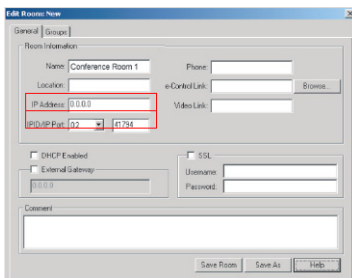 Edit Room: New
General Groups
Room Information
Name: Conference Room 1
Phone:
Location:
e-Control Link:
Browse...
IP Address: 0.0.0.0
Video Link:
IPID/IP Port: 02 41794
DHCP Enabled
SSL
External Gateway
Username:
0.0.0.0
Password:
Comment
Save Room Save As Help